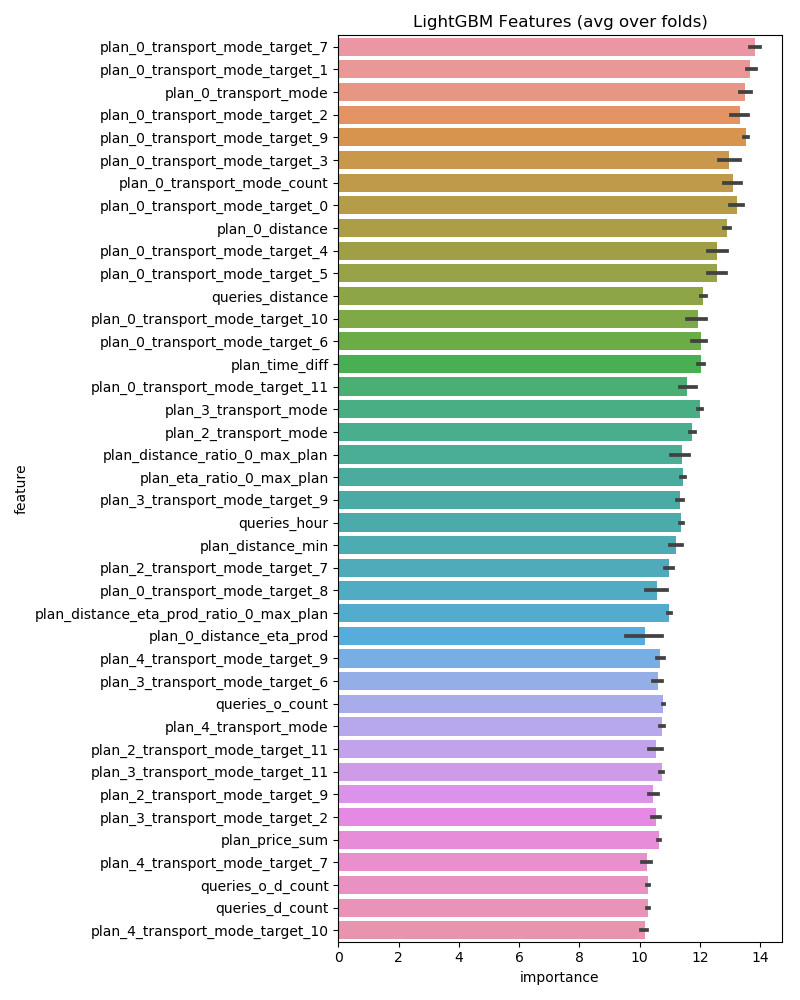 LightGBM Features (avg over folds)
plan_0_transport_mode_target_7
plan_0_transport_mode_target_1
plan_0_transport_mode
plan_0_transport_mode_target_2
plan_0_transport_mode_target_9
plan_0_transport_mode_target_3
plan_0_transport_mode_count
plan_0_transport_mode_target_0
plan_0_distance
plan_0_transport_mode_target_4
plan_0_transport_mode_target_5
queries_distance
plan_0_transport_mode_target_10
plan_0_transport_mode_target_6
plan_time_diff
plan_0_transport_mode_target_11
plan_3_transport_mode
plan_2_transport_mode
plan_distance_ratio_0_max_plan
plan_eta_ratio_0_max_plan
plan_3_transport_mode_target_9
queries_hour
plan_distance_min
plan_2_transport_mode_target_7
plan_0_transport_mode_target_8
plan_distance_eta_prod_ratio_0_max_plan
plan_0_distance_eta_prod
plan_4_transport_mode_target_9
plan_3_transport_mode_target_6
queries_o_count
plan_4_transport_mode
plan_2_transport_mode_target_11
plan_3_transport_mode_target_11
plan_2_transport_mode_target_9
plan_3_transport_mode_target_2
plan_price_sum
plan_4_transport_mode_target_7
queries_o_d_count
queries_d_count
plan_4_transport_mode_target_10
feature
0 2 4 6 8 10 12 14
importance